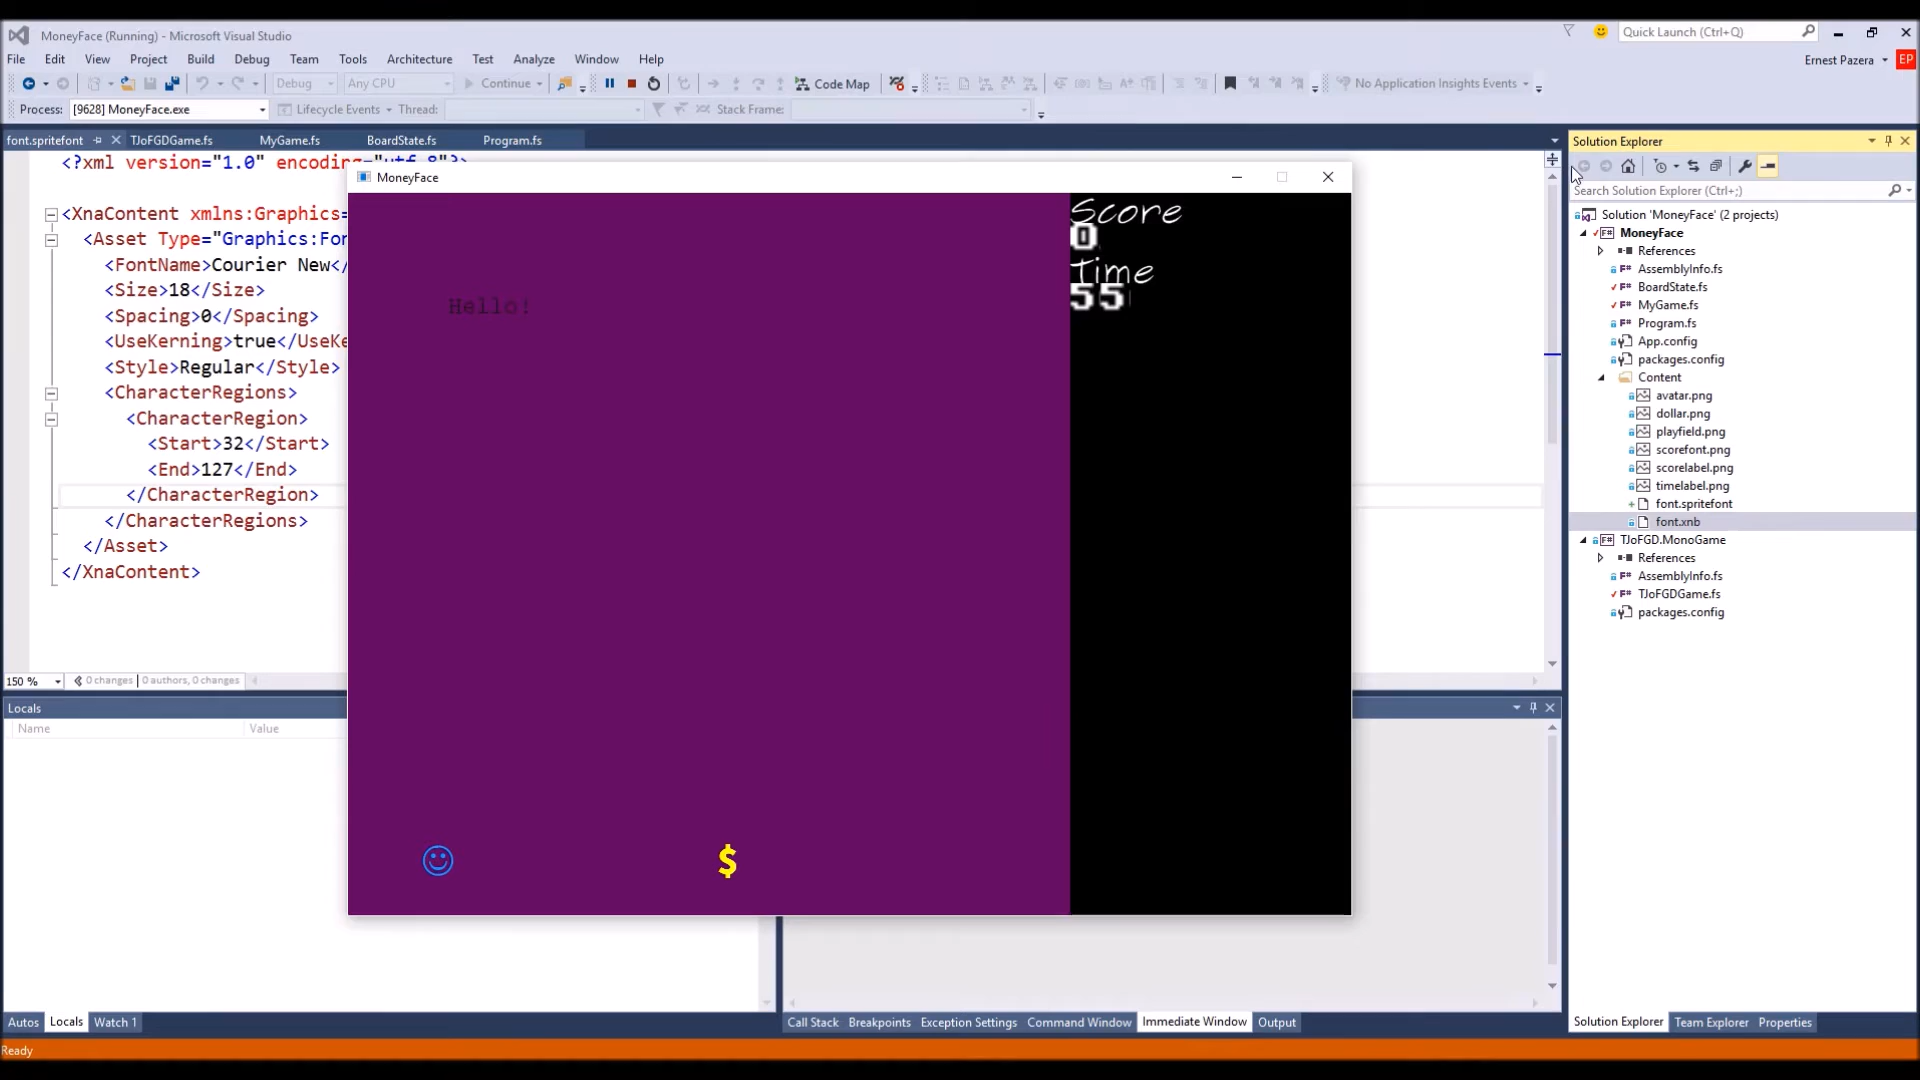 MoneyFace (Running) - Microsoft Visual Studio
Quick Launch (Ctrl+Q)
File Edit View Project Build Debug Team Tools Architecture Test Analyze Window Help
Ernest Pazera EP
Debug Any CPU Continue Code Map No Application Insights Events
Process: [9628] MoneyFace.exe Lifecycle Events Thread: Stack Frame:
font.spritefont TJoFGDGame.fs MyGame.fs BoardState.fs Program.fs
<?xml version="1.0" encoding="utf-8"?>
<XnaContent xmlns:Graphics=
<Asset Type="Graphics:Fon
<FontName>Courier New</
<Size>18</Size>
<Spacing>0</Spacing>
<UseKerning>true</UseKe
<Style>Regular</Style>
<CharacterRegions>
<CharacterRegion>
<Start>32</Start>
<End>127</End>
</CharacterRegion>
</CharacterRegions>
</Asset>
</XnaContent>
150 % 0 changes | 0 authors, 0 changes
MoneyFace
Hello!
$
Score
0
Time
55
Solution Explorer
Search Solution Explorer (Ctrl+;)
Solution 'MoneyFace' (2 projects)
F# MoneyFace
References
F# AssemblyInfo.fs
F# BoardState.fs
F# MyGame.fs
F# Program.fs
App.config
packages.config
Content
avatar.png
dollar.png
playfield.png
scorefont.png
scorelabel.png
timelabel.png
font.spritefont
font.xnb
F# TJoFGD.MonoGame
References
F# AssemblyInfo.fs
F# TJoFGDGame.fs
packages.config
Locals
Name Value
Autos Locals Watch 1
Call Stack Breakpoints Exception Settings Command Window Immediate Window Output
Solution Explorer Team Explorer Properties
Ready